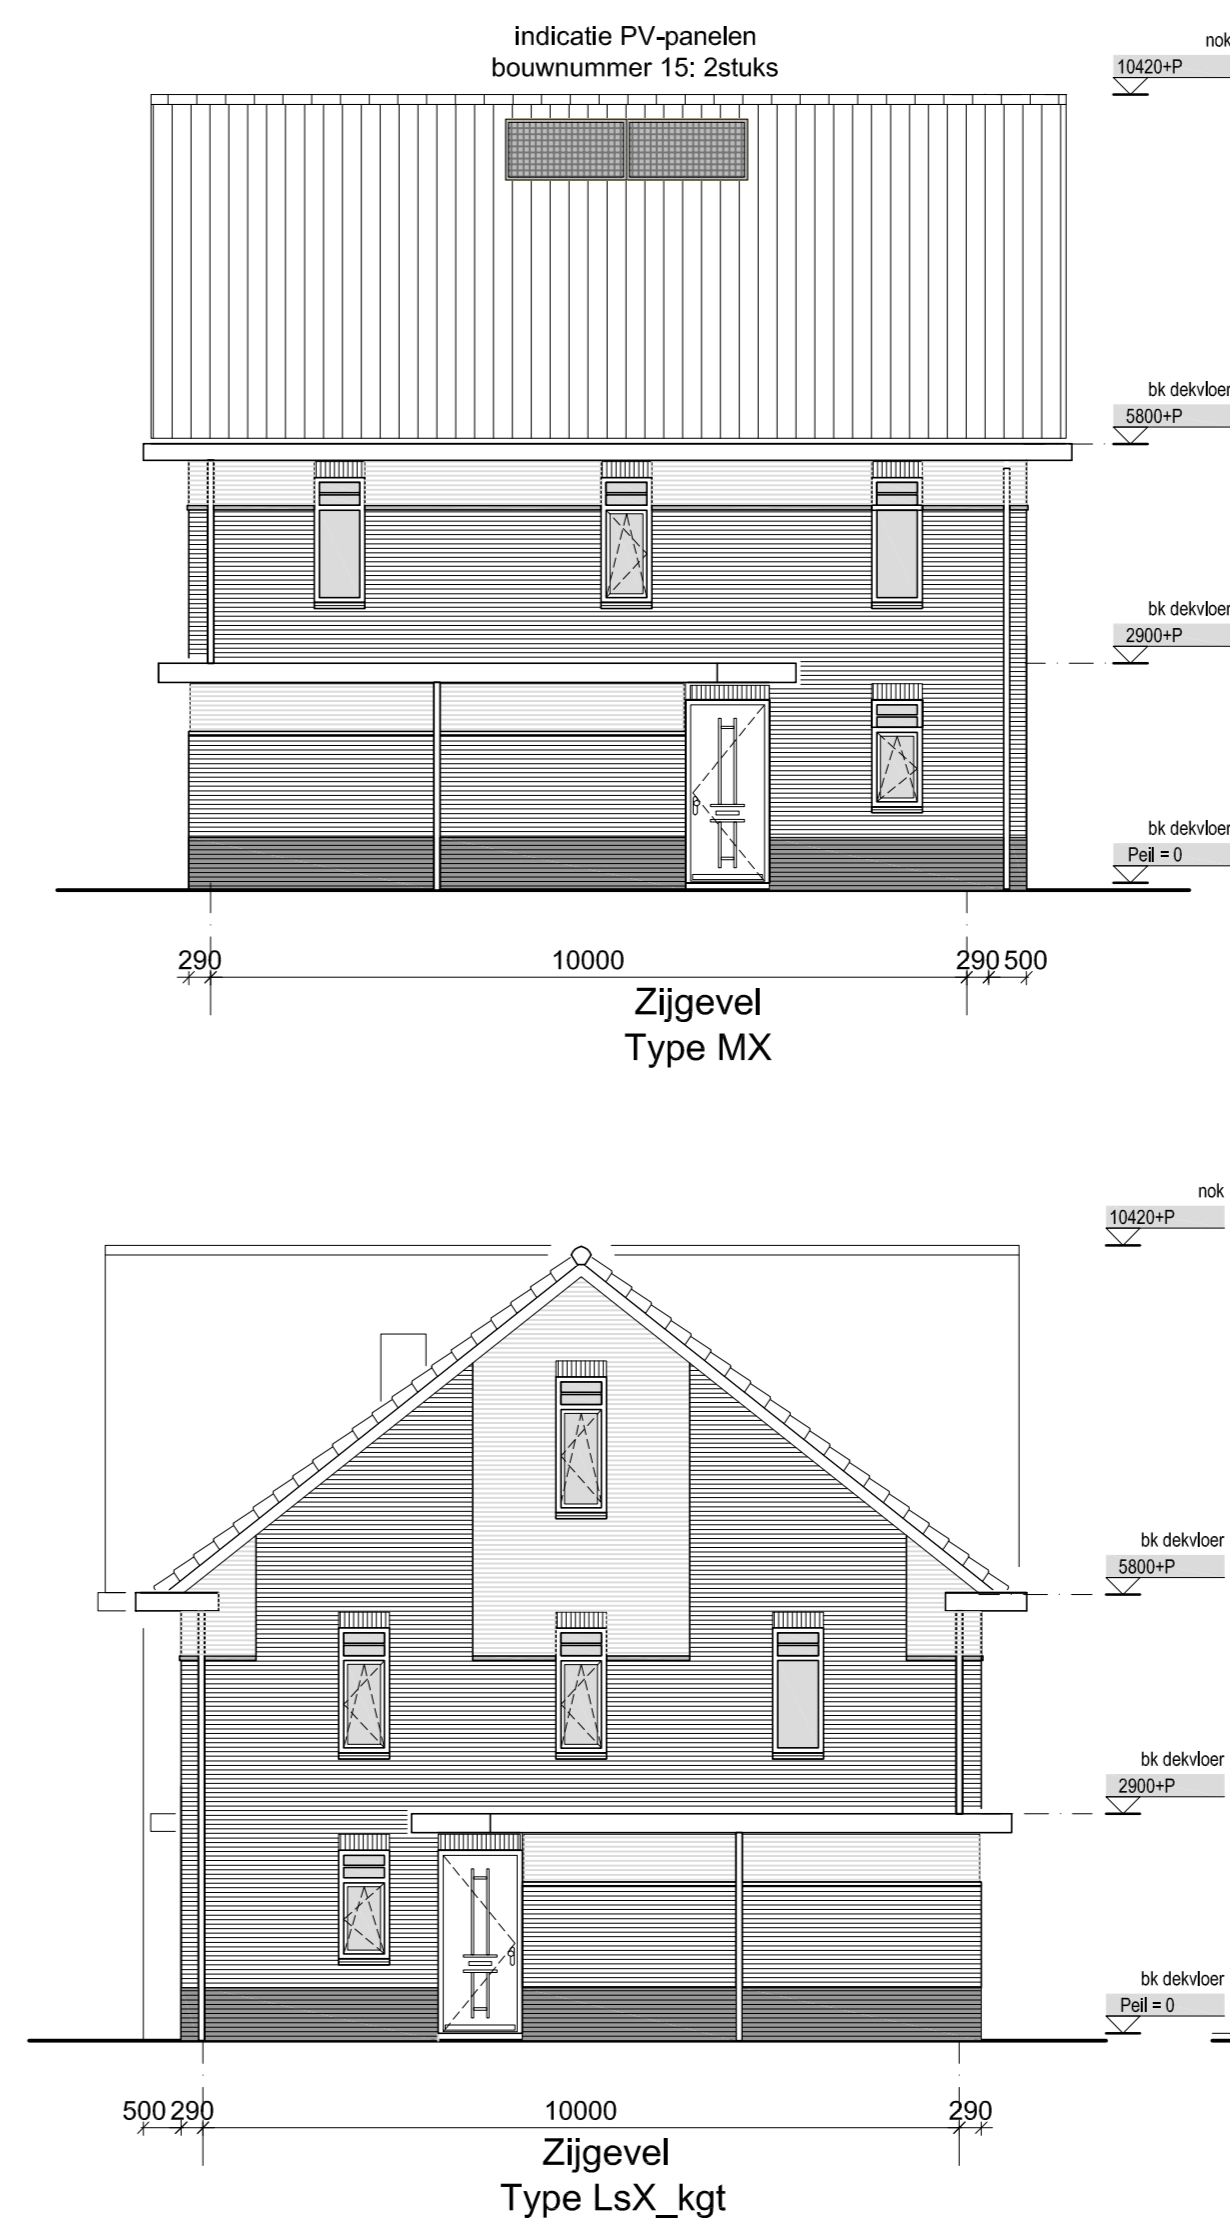 indicatie PV-panelen
bouwnummer 15: 2stuks
nok
10420+P
bk dekvloer
5800+P
bk dekvloer
2900+P
bk dekvloer
Peil = 0
290 10000 290 500
Zijgevel
Type MX
nok
10420+P
bk dekvloer
5800+P
bk dekvloer
2900+P
bk dekvloer
Peil = 0
500 290 10000 290
Zijgevel
Type LsX_kgt